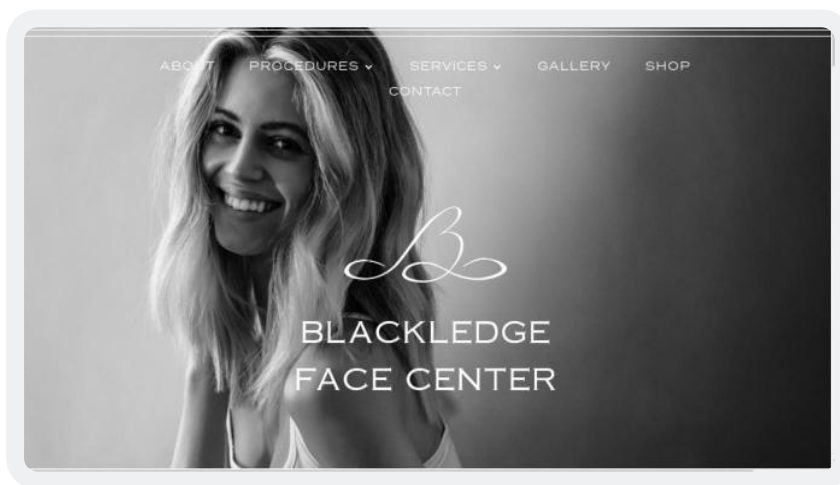 ABOUT PROCEDURES SERVICES GALLERY SHOP
CONTACT
BLACKLEDGE
FACE CENTER